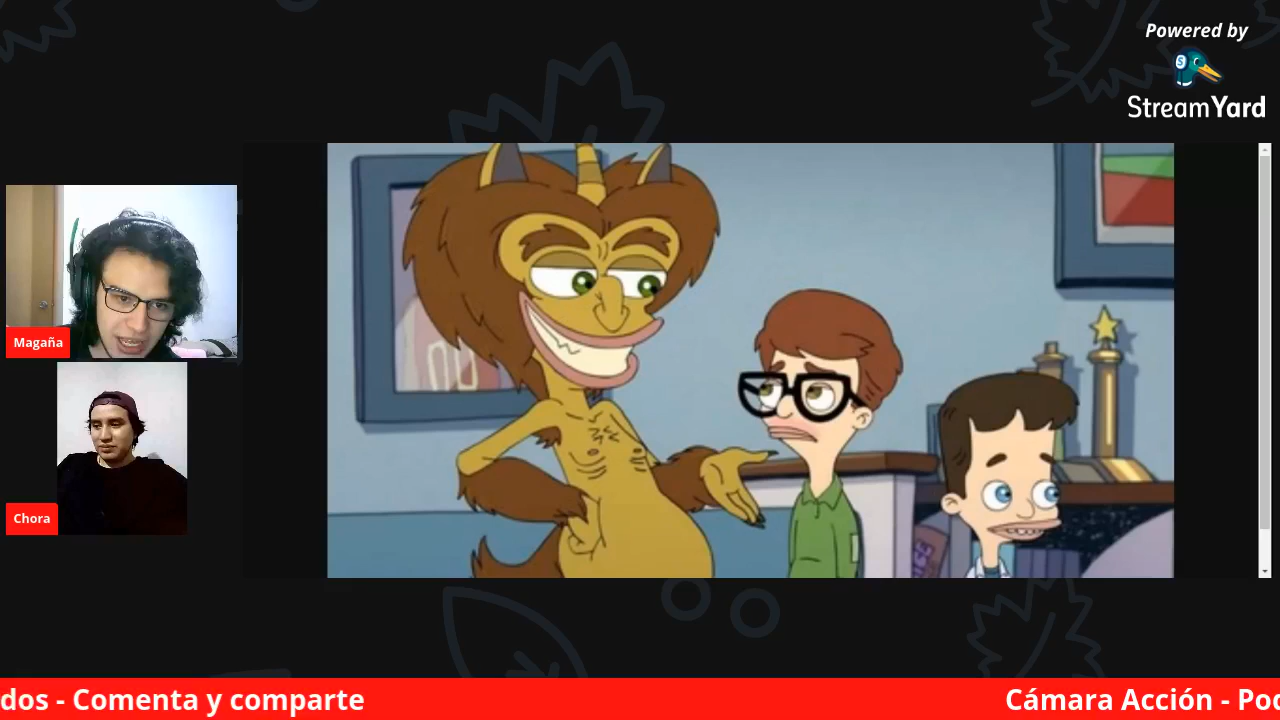 Powered by
StreamYard
Magaña
Chora
dos - Comenta y comparte
Cámara Acción - Poc